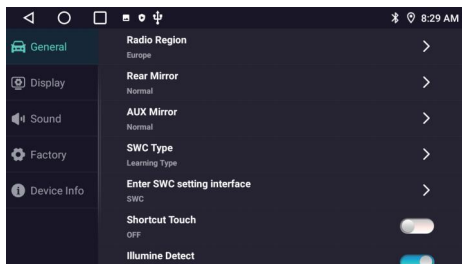 8:29 AM
General
Display
Sound
Factory
Device Info
Radio Region
Europe
Rear Mirror
Normal
AUX Mirror
Normal
SWC Type
Learning Type
Enter SWC setting interface
SWC
Shortcut Touch
OFF
Illumine Detect